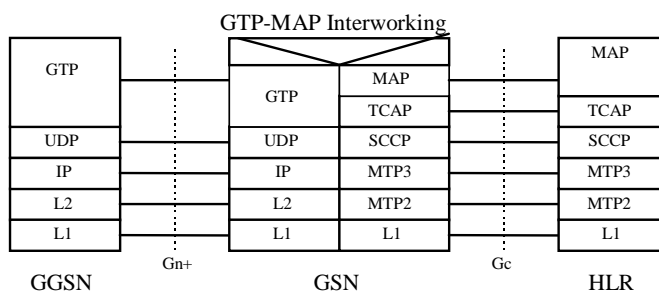 GTP-MAP Interworking
GTP
GTP
MAP
MAP
TCAP
TCAP
UDP
UDP
SCCP
SCCP
IP
IP
MTP3
MTP3
L2
L2
MTP2
MTP2
L1
L1
L1
L1
Gn+
Gc
GGSN
GSN
HLR